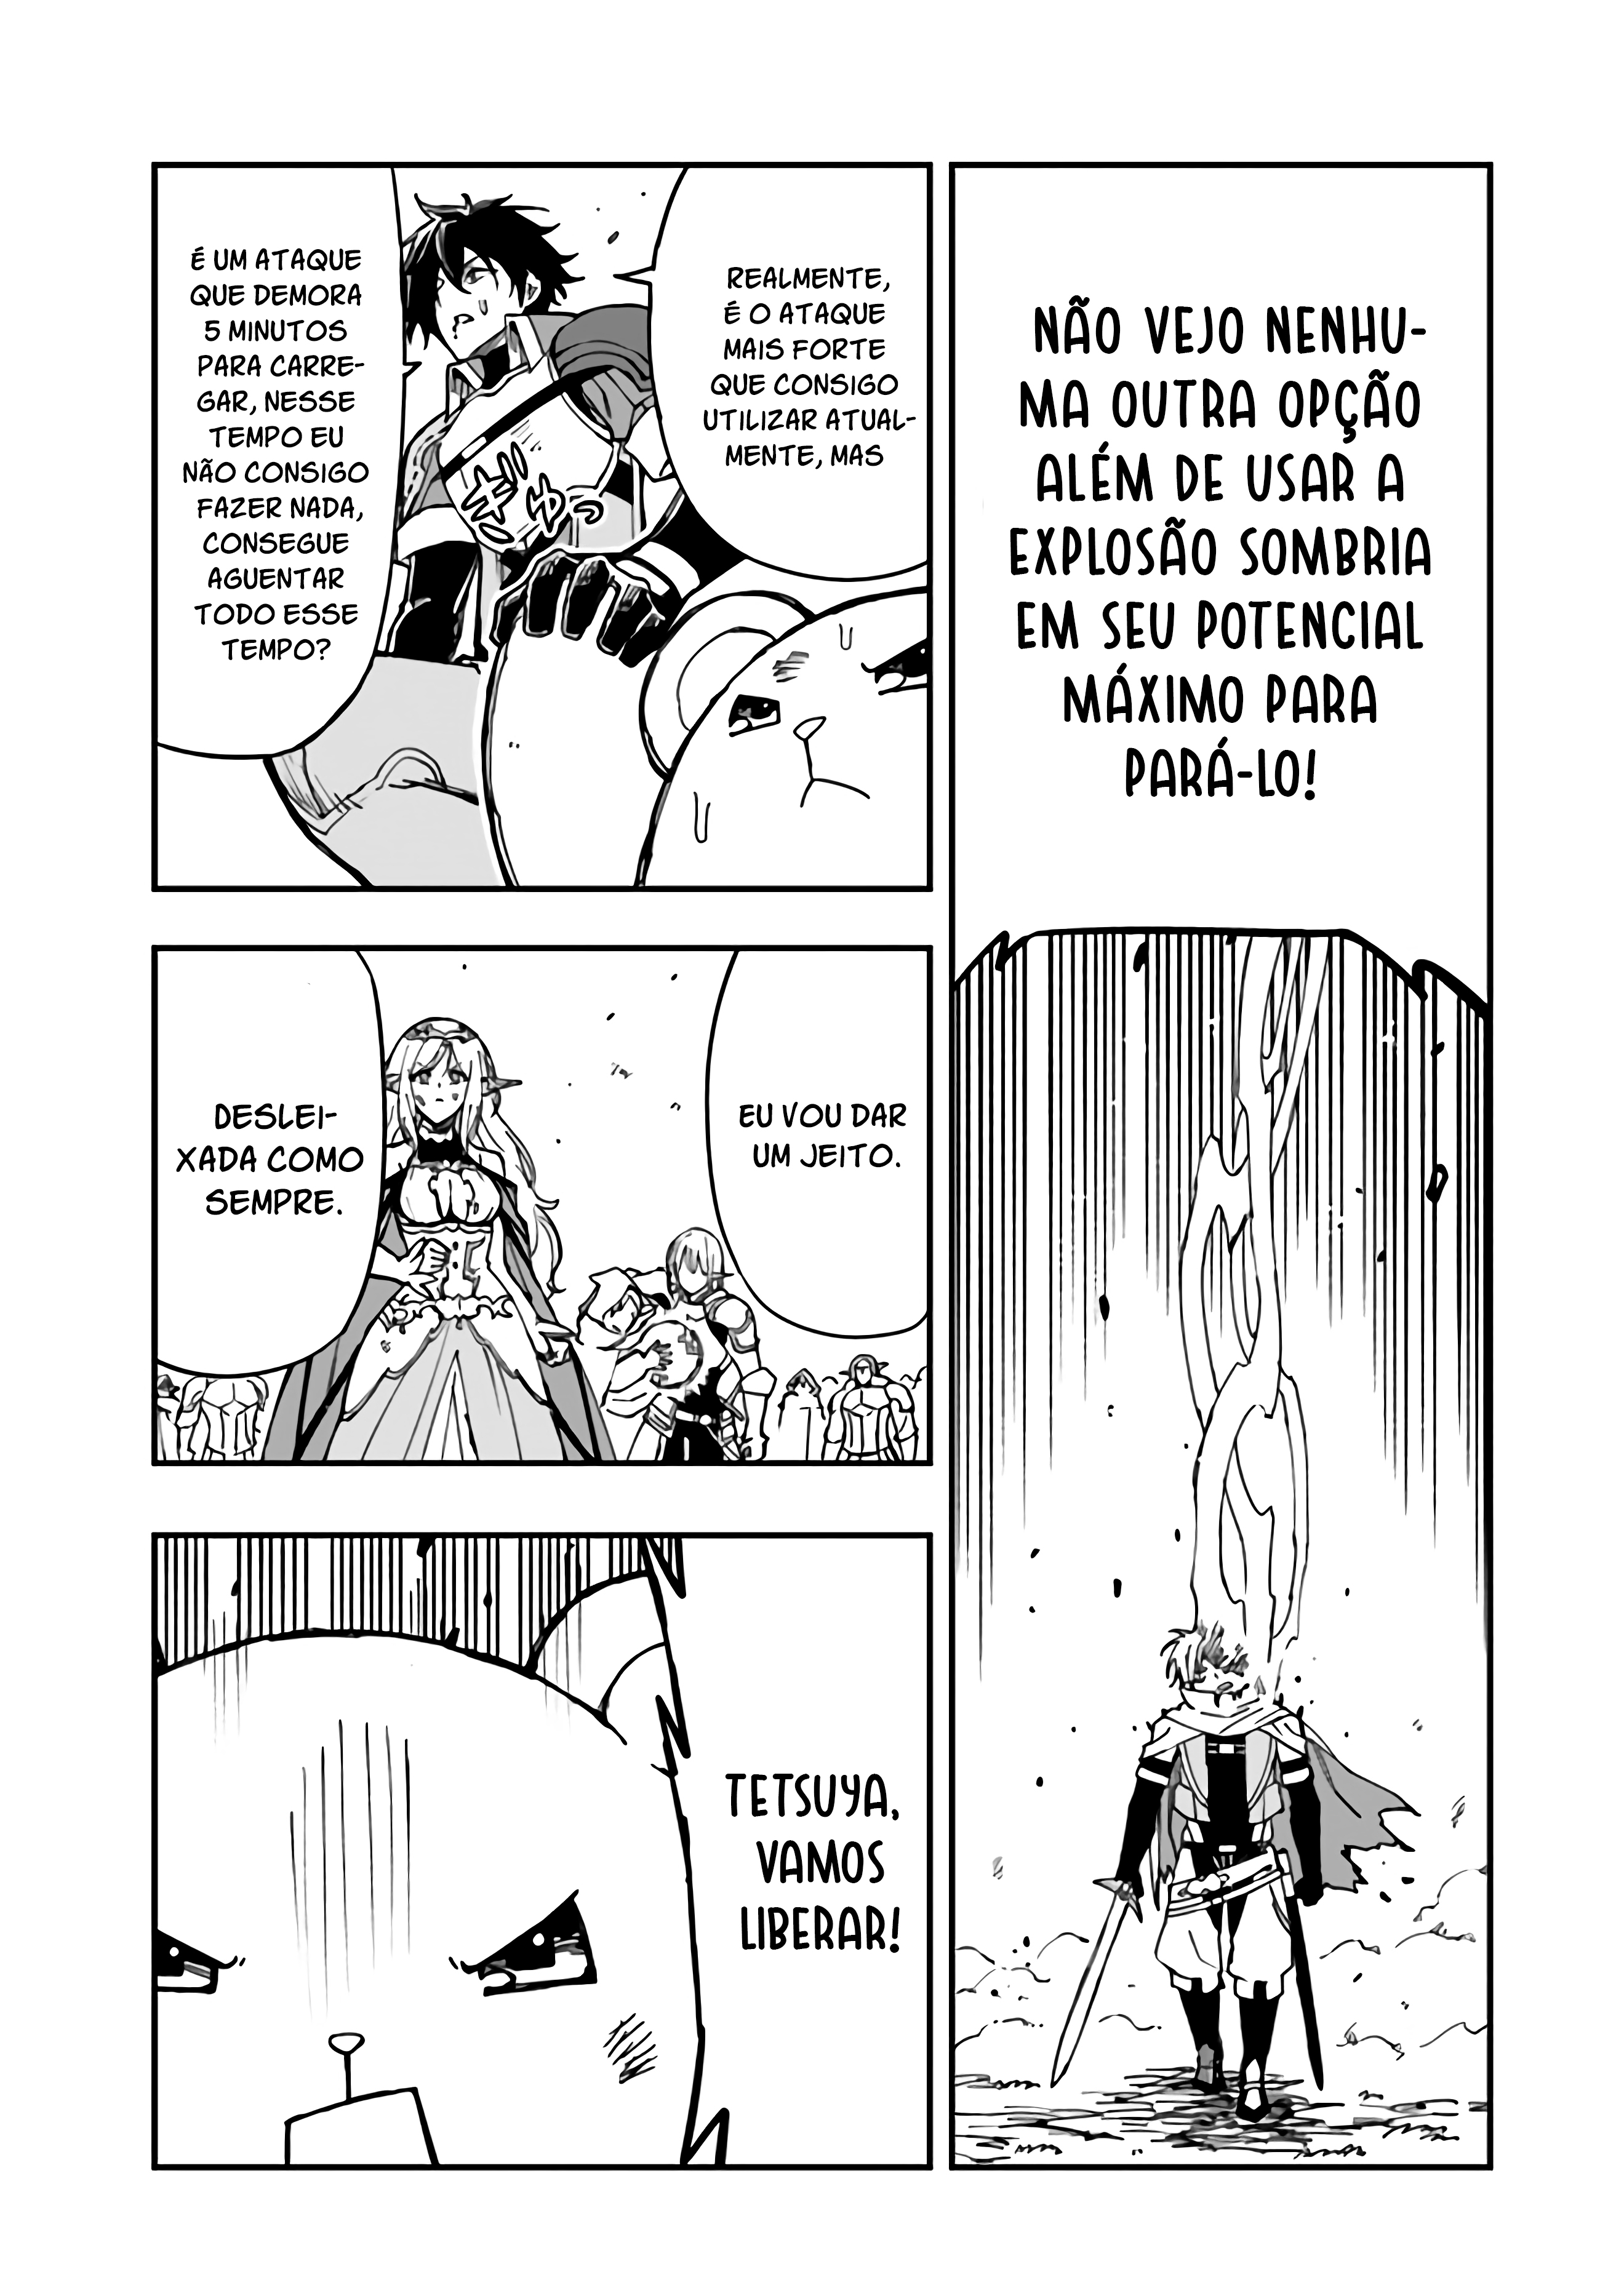 NÃO VEJO NENHU-
MA OUTRA OPÇÃO
ALÉM DE USAR A
EXPLOSÃO SOMBRIA
EM SEU POTENCIAL
MÁXIMO PARA
PARÁ-LO!
REALMENTE,
É O ATAQUE
MAIS FORTE
QUE CONSIGO
UTILIZAR ATUAL-
MENTE, MAS
É UM ATAQUE
QUE DEMORA
5 MINUTOS
PARA CARRE-
GAR, NESSE
TEMPO EU
NÃO CONSIGO
FAZER NADA,
CONSEGUE
AGUENTAR
TODO ESSE
TEMPO?
ぎゅっ
EU VOU DAR
UM JEITO.
DESLEI-
XADA COMO
SEMPRE.
TETSUYA,
VAMOS
LIBERAR!